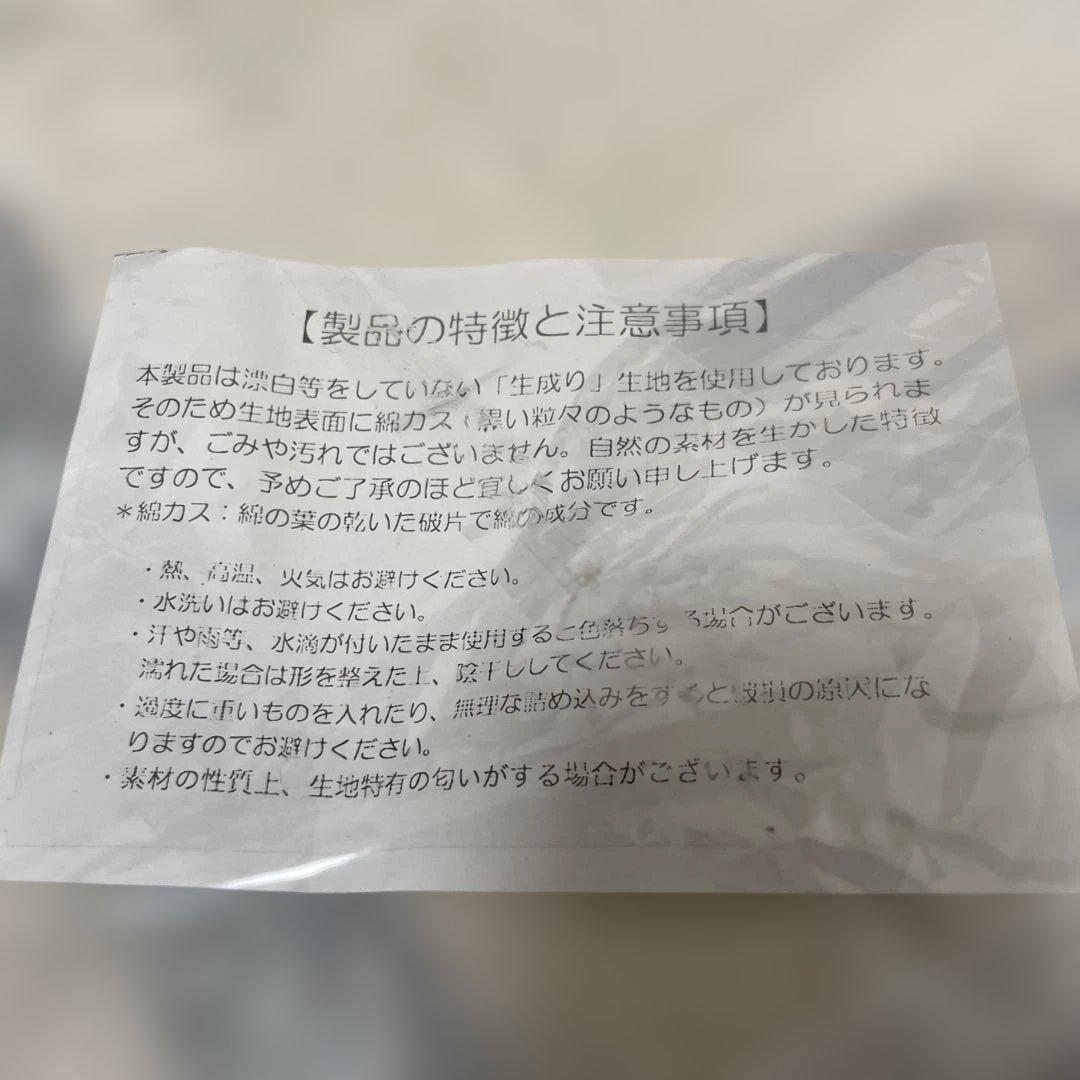 【製品の特徴と注意事項】
本製品は漂白等をしていない「生成り」生地を使用しております。
そのため生地表面に綿カス（黒い粒々のようなもの）が見られま
すが、ごみや汚れではございません。自然の素材を生かした特徴
ですので、予めご了承のほど宜しくお願い申し上げます。
＊綿カス：綿の葉の乾いた破片で綿の成分です。
・熱、高温、火気はお避けください。
・水洗いはお避けください。
・汗や雨等、水滴が付いたまま使用すると色落ちする場合がございます。
濡れた場合は形を整えた上、陰干ししてください。
・過度に重いものを入れたり、無理な詰め込みをすると破損の原因にな
りますのでお避けください。
・素材の性質上、生地特有の匂いがする場合がございます。